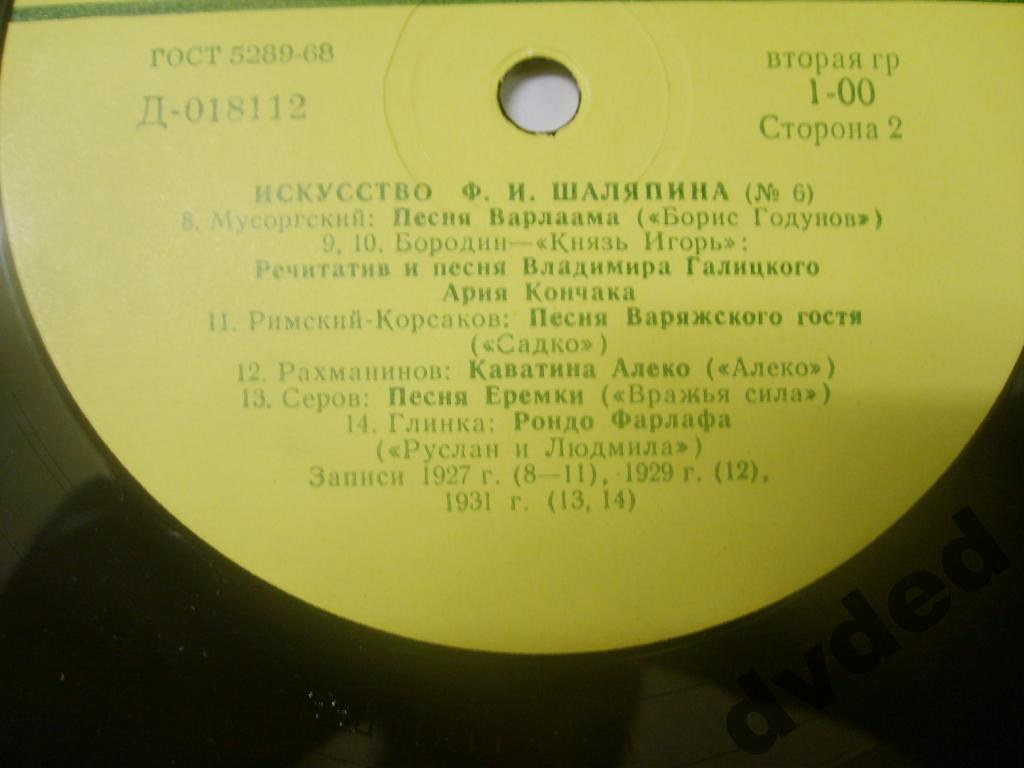 ГОСТ 5289-68
Д-018112
вторая гр
1-00
Сторона 2
ИСКУССТВО Ф. И. ШАЛЯПИНА (№ 6)
8. Мусоргский: Песня Варлаама («Борис Годунов»)
9, 10. Бородин—«Князь Игорь»:
Речитатив и песня Владимира Галицкого
Ария Кончака
11. Римский-Корсаков: Песня Варяжского гостя
(«Садко»)
12. Рахманинов: Каватина Алеко («Алеко»)
13. Серов: Песня Еремки («Вражья сила»)
14. Глинка: Рондо Фарлафа
(«Руслан и Людмила»)
Записи 1927 г. (8—11), 1929 г. (12),
1931 г. (13, 14)
dvded